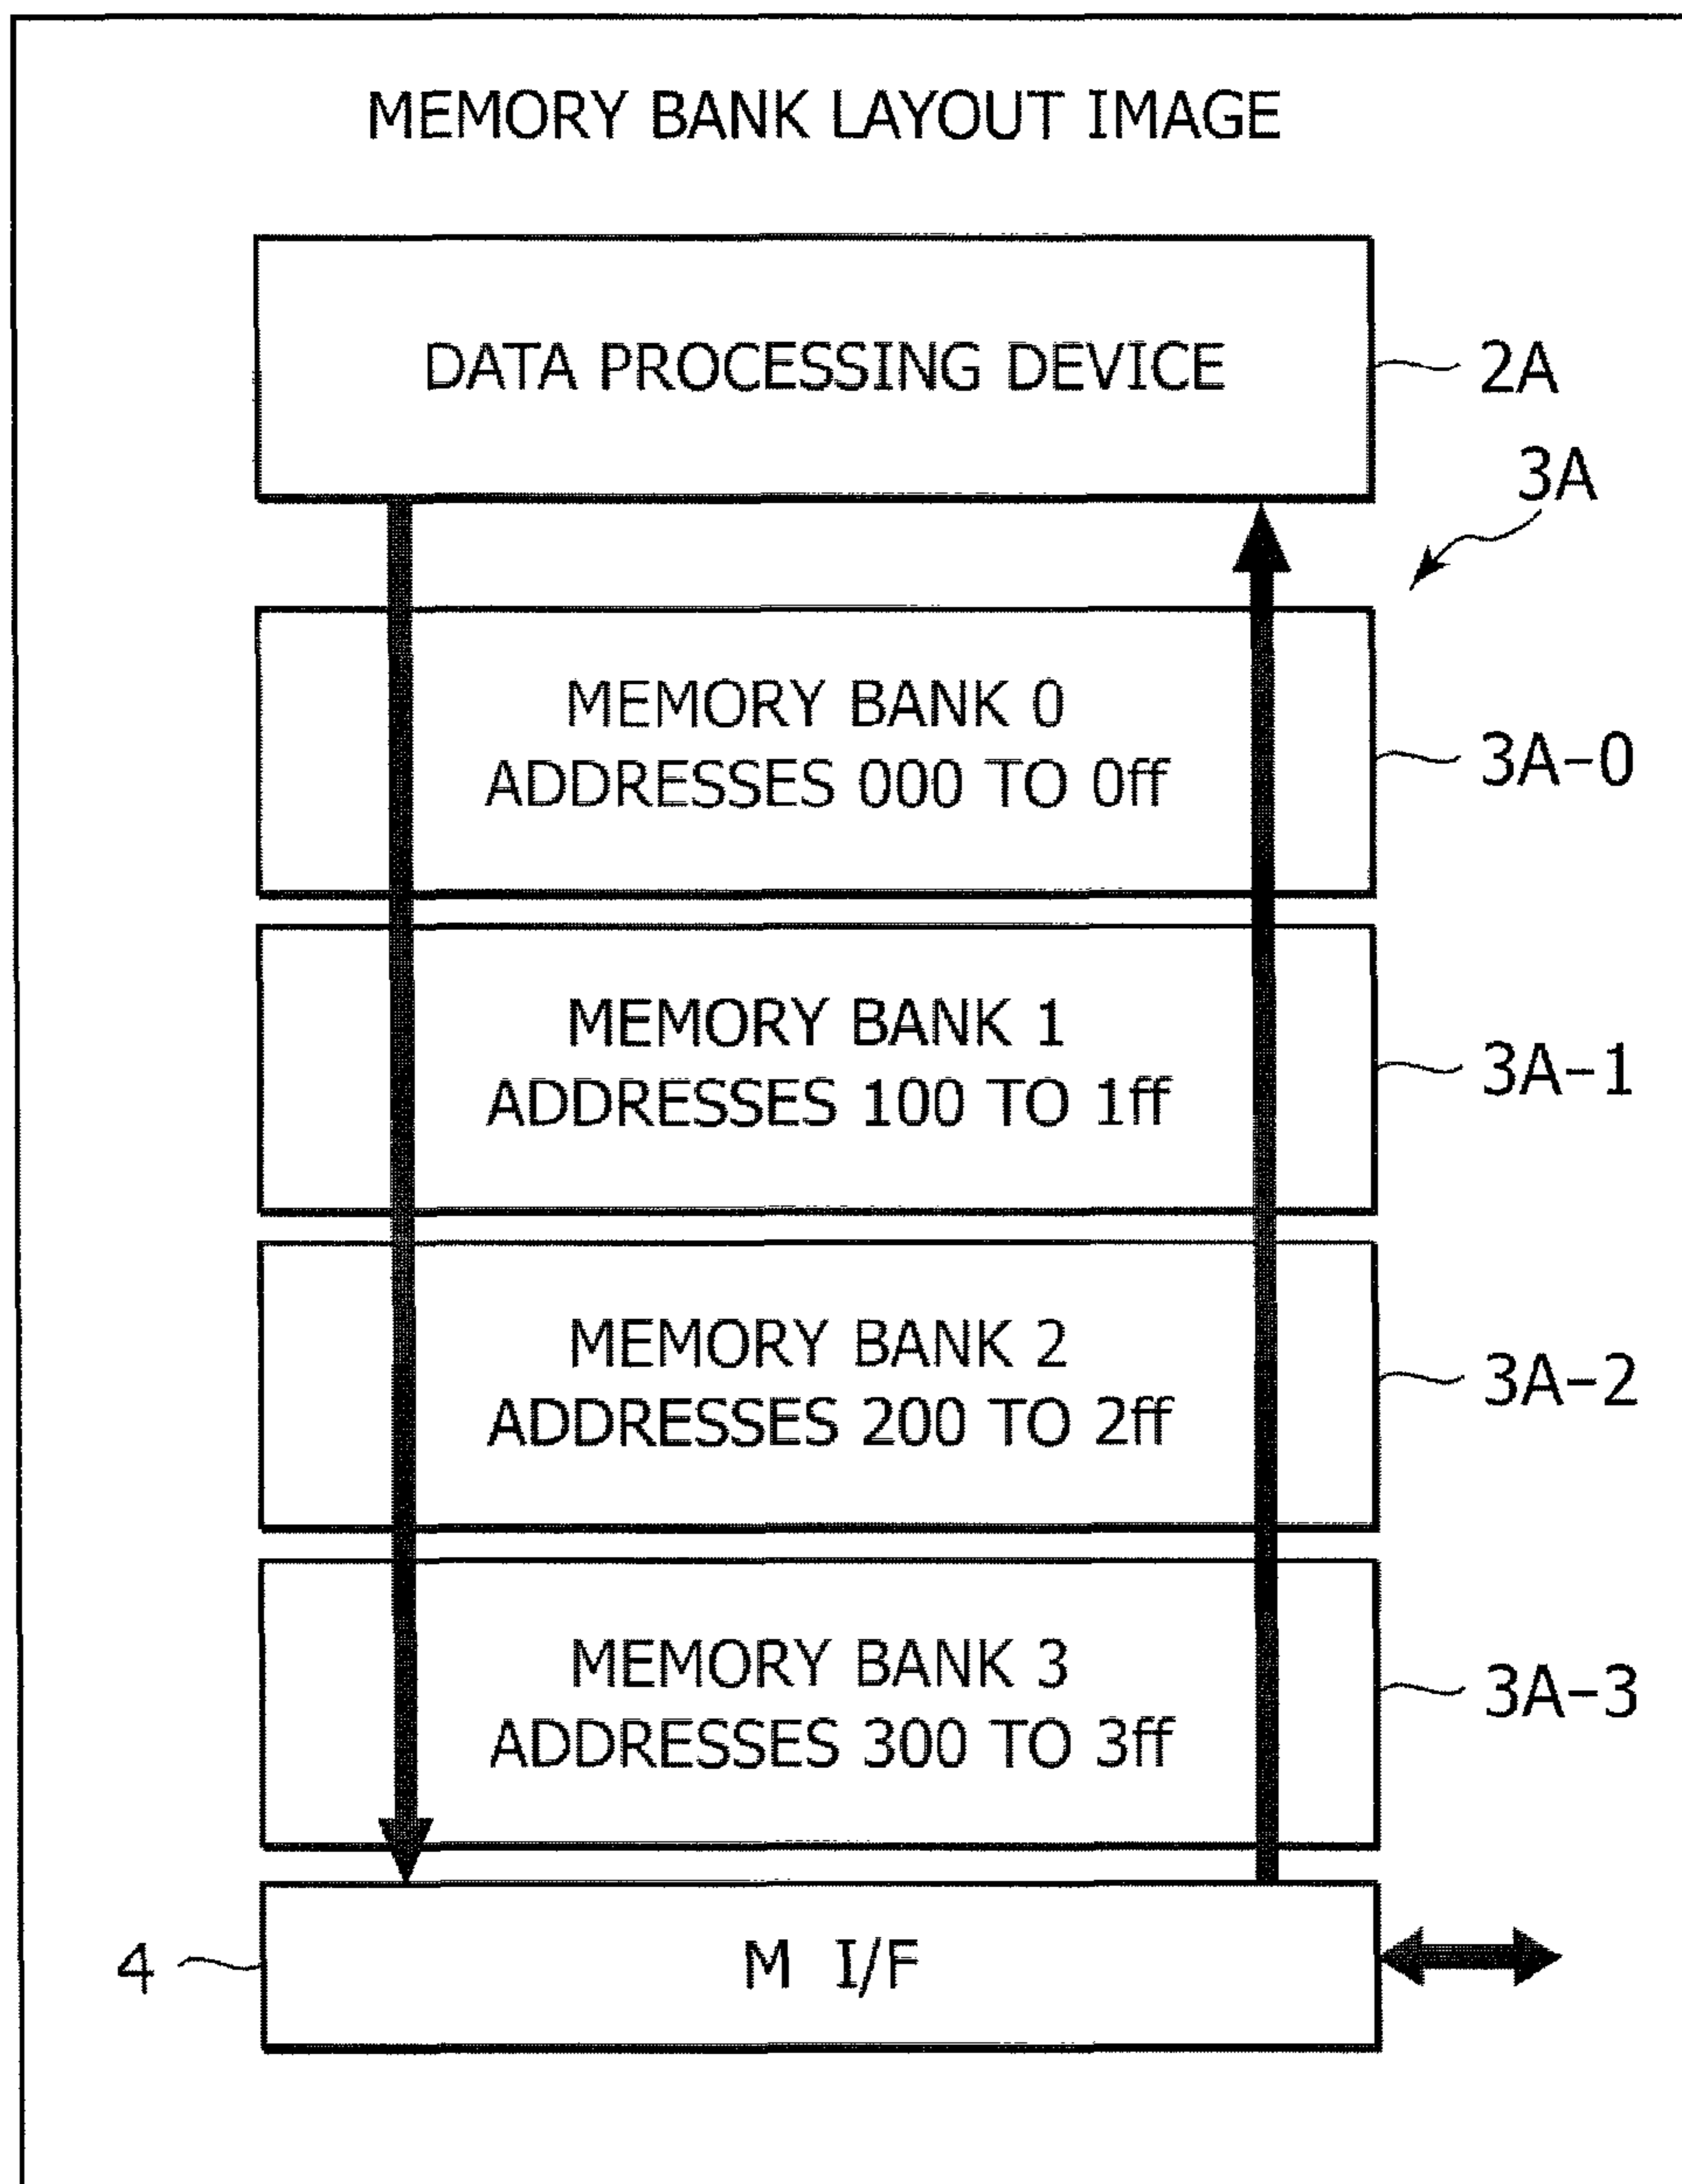 MEMORY BANK LAYOUT IMAGE
DATA PROCESSING DEVICE
2A
3A
MEMORY BANK 0
ADDRESSES 000 TO 0ff
3A-0
MEMORY BANK 1
ADDRESSES 100 TO 1ff
3A-1
MEMORY BANK 2
ADDRESSES 200 TO 2ff
3A-2
MEMORY BANK 3
ADDRESSES 300 TO 3ff
3A-3
4
M I/F